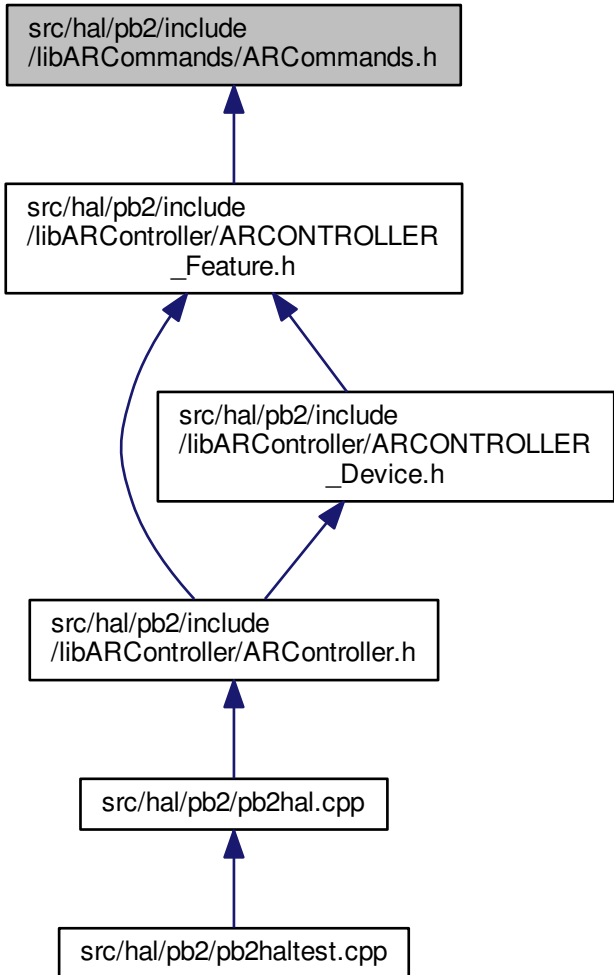 src/hal/pb2/include
/libARCommands/ARCommands.h
src/hal/pb2/include
/libARController/ARCONTROLLER
_Feature.h
src/hal/pb2/include
/libARController/ARCONTROLLER
_Device.h
src/hal/pb2/include
/libARController/ARController.h
src/hal/pb2/pb2hal.cpp
src/hal/pb2/pb2haltest.cpp